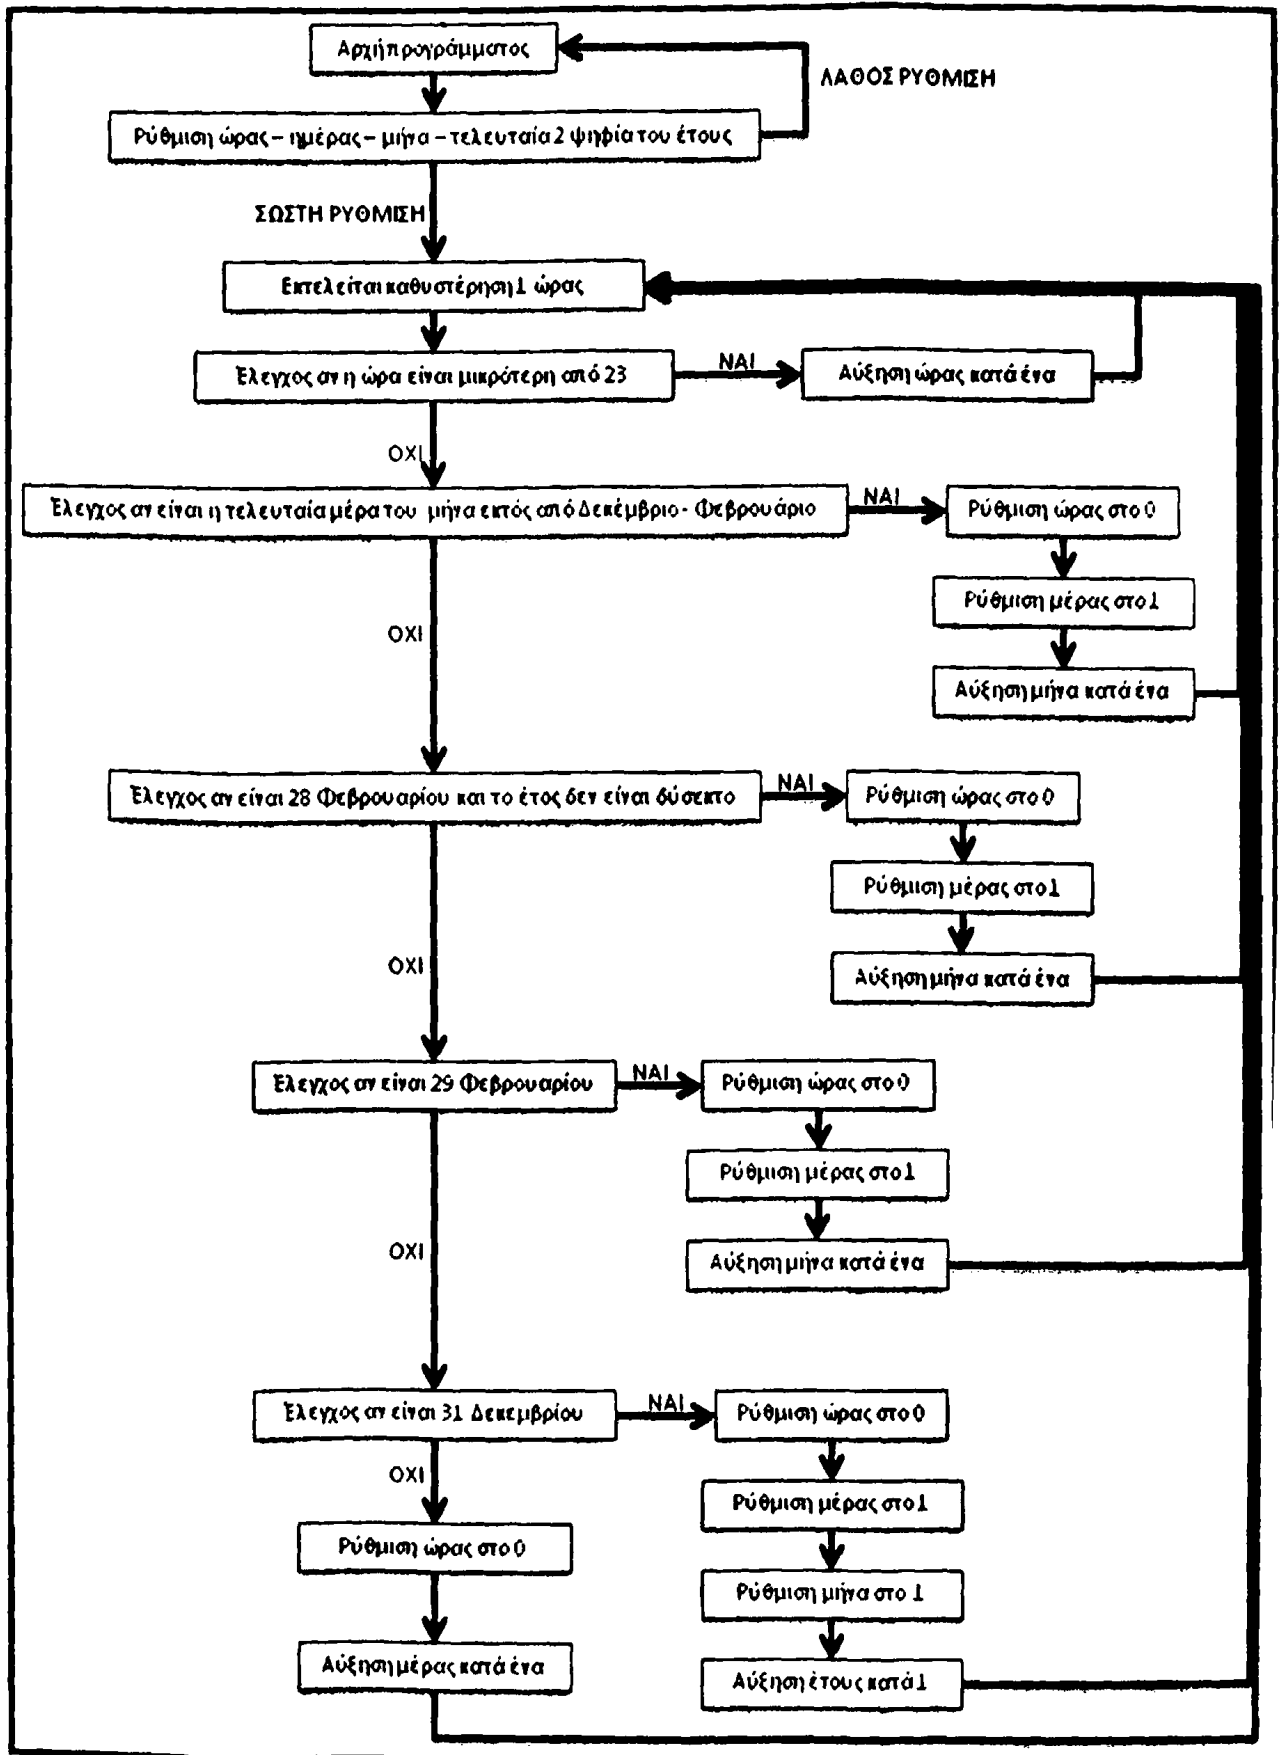 Αρχή προγράμματος
ΛΑΘΟΣ ΡΥΘΜΙΣΗ
Ρύθμιση ώρας – ημέρας – μήνα – τελευταία 2 ψηφία του έτους
ΣΩΣΤΗ ΡΥΘΜΙΣΗ
Εκτελείται καθυστέρηση 1 ώρας
Έλεγχος αν η ώρα είναι μικρότερη από 23
ΝΑΙ
Αύξηση ώρας κατά ένα
ΟΧΙ
Έλεγχος αν είναι η τελευταία μέρα του μήνα εκτός από Δεκέμβριο - Φεβρουάριο
ΝΑΙ
Ρύθμιση ώρας στο 0
Ρύθμιση μέρας στο 1
ΟΧΙ
Αύξηση μήνα κατά ένα
Έλεγχος αν είναι 28 Φεβρουαρίου και το έτος δεν είναι δύσεκτο
ΝΑΙ
Ρύθμιση ώρας στο 0
Ρύθμιση μέρας στο 1
ΟΧΙ
Αύξηση μήνα κατά ένα
Έλεγχος αν είναι 29 Φεβρουαρίου
ΝΑΙ
Ρύθμιση ώρας στο 0
Ρύθμιση μέρας στο 1
ΟΧΙ
Αύξηση μήνα κατά ένα
Έλεγχος αν είναι 31 Δεκεμβρίου
ΝΑΙ
Ρύθμιση ώρας στο 0
ΟΧΙ
Ρύθμιση μέρας στο 1
Ρύθμιση ώρας στο 0
Ρύθμιση μήνα στο 1
Αύξηση μέρας κατά ένα
Αύξηση έτους κατά 1